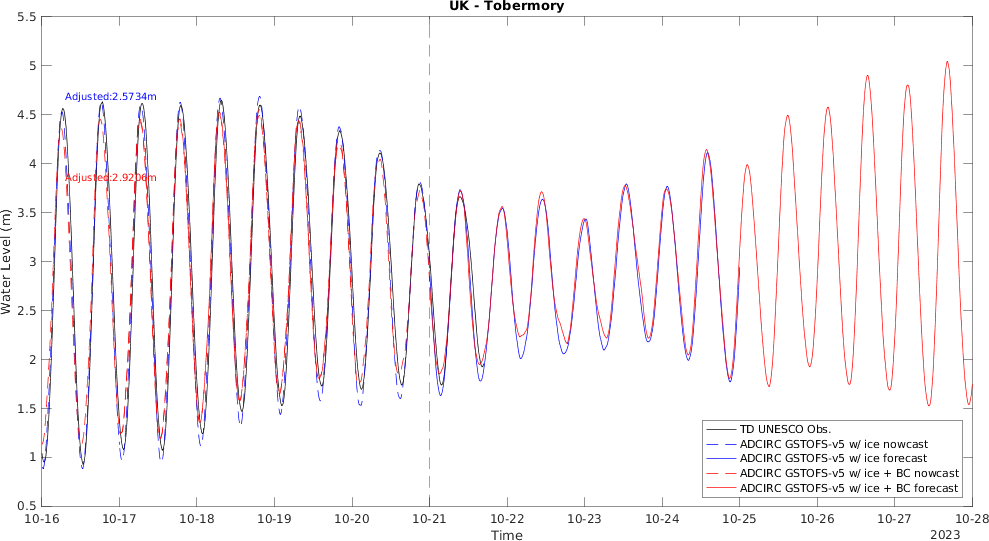 UK - Tobermory
5.5
5
4.5
4
3.5
3
2.5
2
1.5
1
0.5
Water Level (m)
Adjusted:2.5734m
Adjusted:2.9206m
TD UNESCO Obs.
ADCIRC GSTOFS-v5 w/ ice nowcast
ADCIRC GSTOFS-v5 w/ ice forecast
ADCIRC GSTOFS-v5 w/ ice + BC nowcast
ADCIRC GSTOFS-v5 w/ ice + BC forecast
10-16 10-17 10-18 10-19 10-20 10-21 10-22 10-23 10-24 10-25 10-26 10-27 10-28
Time
2023